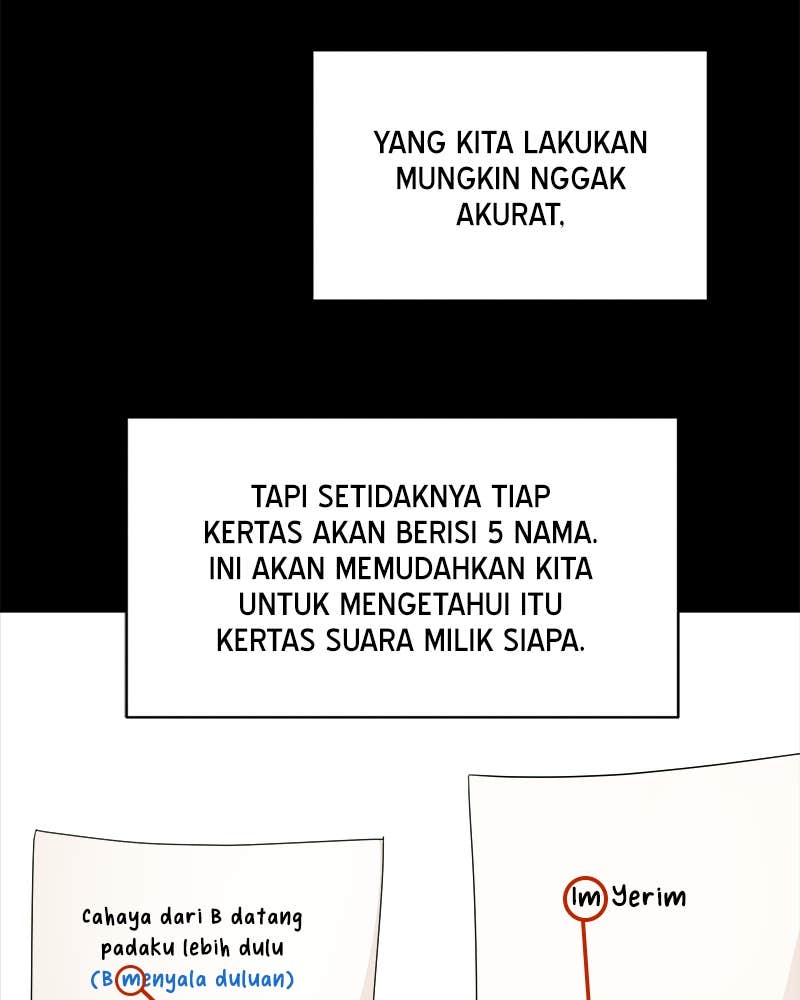 YANG KITA LAKUKAN
MUNGKIN NGGAK
AKURAT,
TAPI SETIDAKNYA TIAP
KERTAS AKAN BERISI 5 NAMA.
INI AKAN MEMUDAHKAN KITA
UNTUK MENGETAHUI ITU
KERTAS SUARA MILIK SIAPA.
Im Yerim
Cahaya dari B datang
padaku lebih dulu
(B menyala duluan)